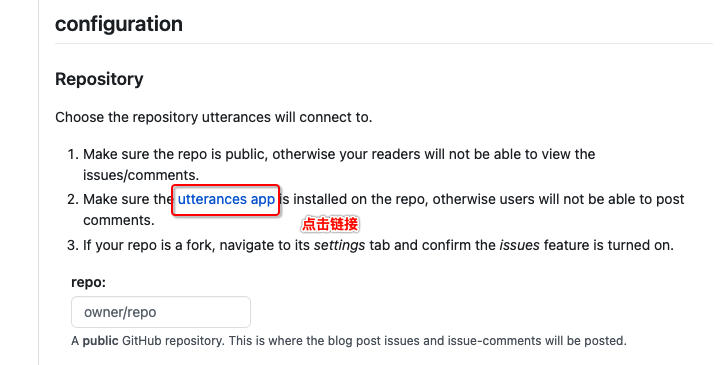 configuration
Repository
Choose the repository utterances will connect to.
1. Make sure the repo is public, otherwise your readers will not be able to view the
issues/comments.
2. Make sure the utterances app is installed on the repo, otherwise users will not be able to post
comments.
点击链接
3. If your repo is a fork, navigate to its settings tab and confirm the issues feature is turned on.
repo:
owner/repo
A public GitHub repository. This is where the blog post issues and issue-comments will be posted.